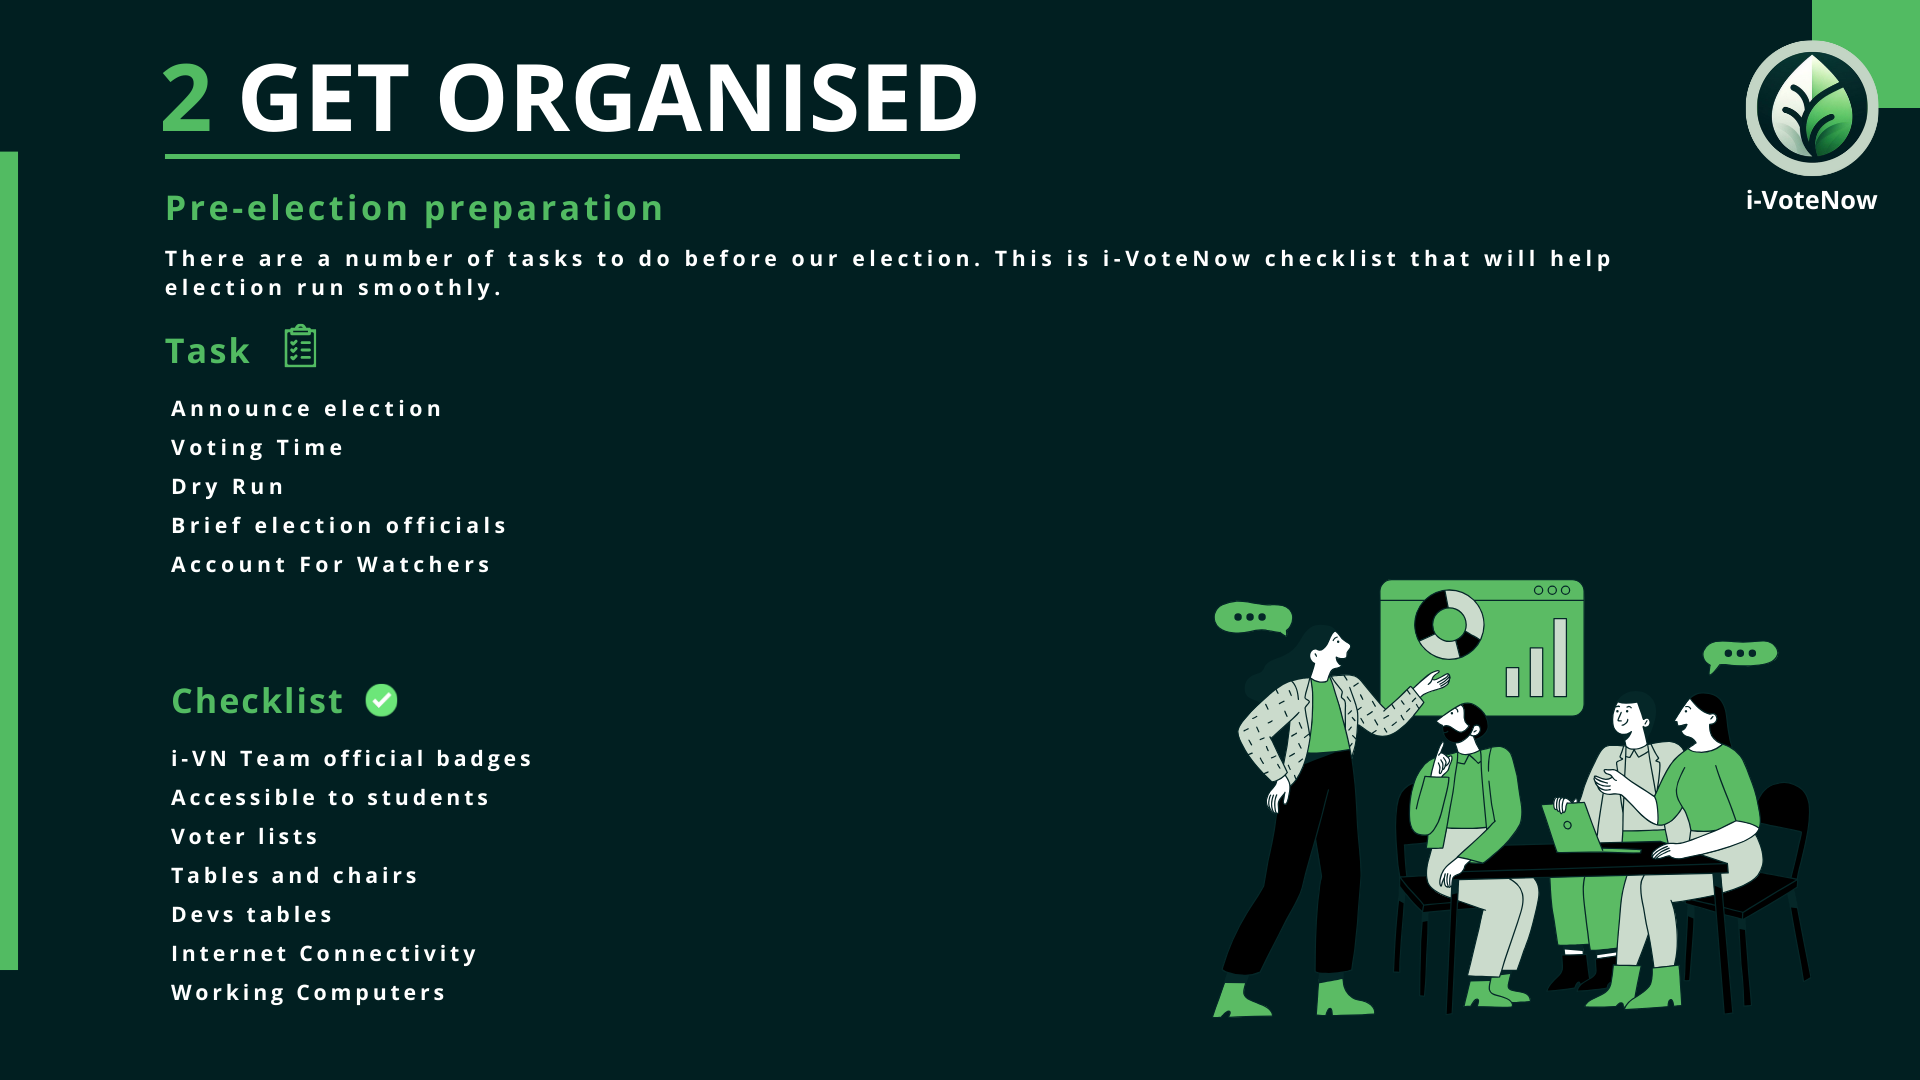 2 GET ORGANISED
i-VoteNow
Pre-election preparation
There are a number of tasks to do before our election. This is i-VoteNow checklist that will help
election run smoothly.
Task
Announce election
Voting Time
Dry Run
Brief election officials
Account For Watchers
Checklist
i-VN Team official badges
Accessible to students
Voter lists
Tables and chairs
Devs tables
Internet Connectivity
Working Computers